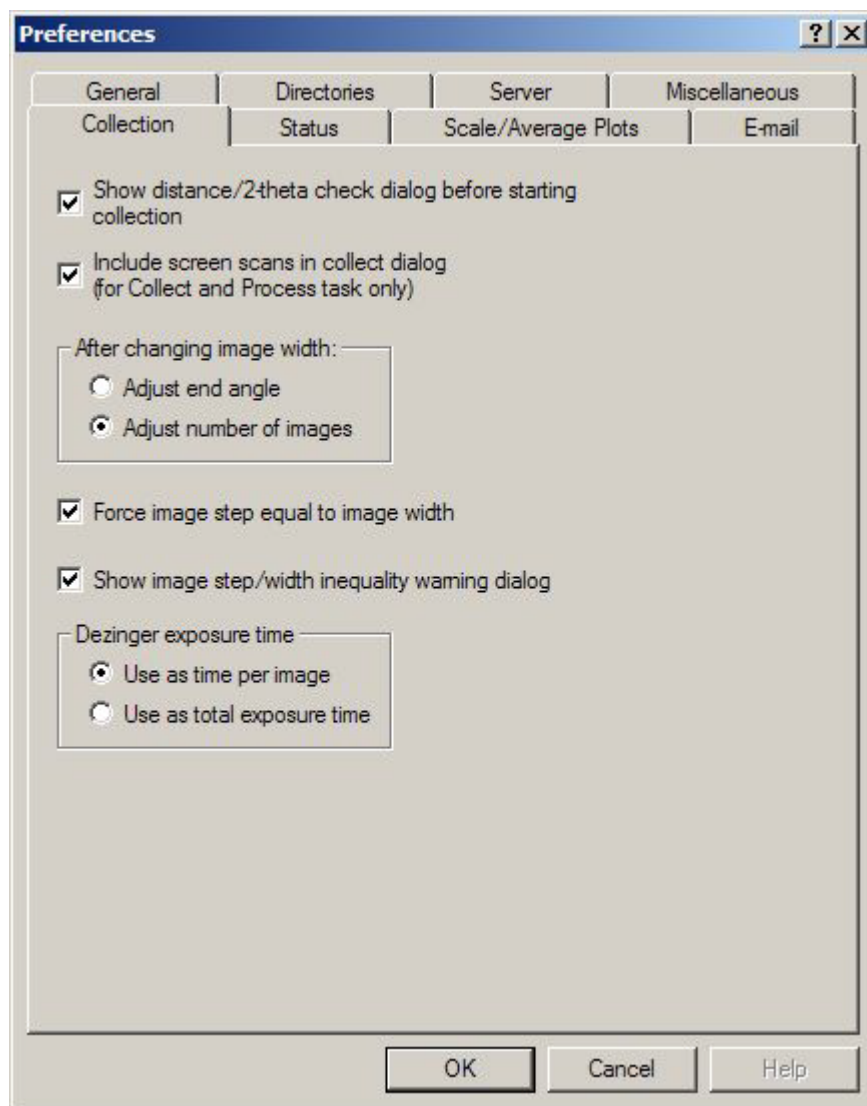 Preferences
General Directories Server Miscellaneous
Collection Status Scale/Average Plots E-mail
Show distance/2-theta check dialog before starting
collection
Include screen scans in collect dialog
(for Collect and Process task only)
After changing image width:
Adjust end angle
Adjust number of images
Force image step equal to image width
Show image step/width inequality warning dialog
Dezinger exposure time
Use as time per image
Use as total exposure time
OK Cancel Help